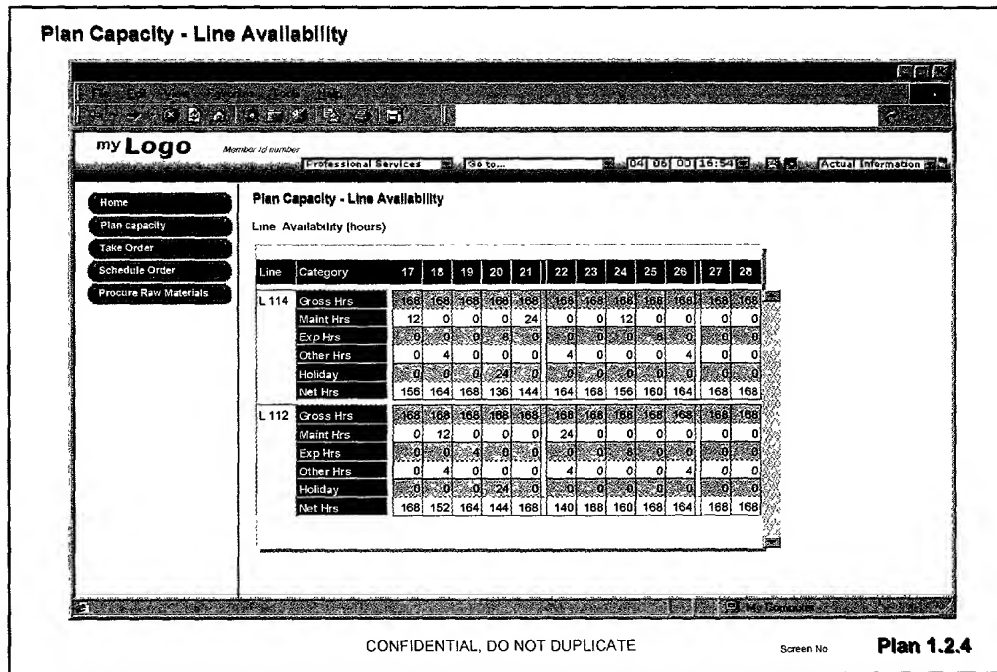 Plan Capacity - Line Availability
my Logo
Member Id number
Professional Services
Go to...
04 06 00 16:54
Actual Information
Home
Plan capacity
Take Order
Schedule Order
Procure Raw Materials
Plan Capacity - Line Availability
Line Availability (hours)
Line Category 17 18 19 20 21 22 23 24 25 26 27 28
L 114 Gross Hrs 168 168 168 168 168 168 168 168 168 168 168 168
Maint Hrs 12 0 0 0 24 0 0 12 0 0 0 0
Exp Hrs 0 0 0 8 0 0 0 0 8 0 0 0
Other Hrs 0 4 0 0 0 4 0 0 0 4 0 0
Holiday 0 0 0 24 0 0 0 0 0 0 0 0
Net Hrs 156 164 168 136 144 164 168 156 160 164 168 168
L 112 Gross Hrs 168 168 168 168 168 168 168 168 168 168 168 168
Maint Hrs 0 12 0 0 0 24 0 0 0 0 0 0
Exp Hrs 0 0 4 0 0 0 0 8 0 0 0 0
Other Hrs 0 4 0 0 0 4 0 0 0 4 0 0
Holiday 0 0 0 24 0 0 0 0 0 0 0 0
Net Hrs 168 152 164 144 168 140 168 160 168 164 168 168
My Computer
CONFIDENTIAL, DO NOT DUPLICATE
Screen No Plan 1.2.4